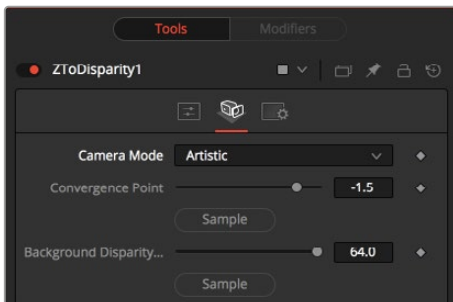 Tools Modifiers
ZToDisparity1
Camera Mode Artistic
Convergence Point -1.5
Sample
Background Disparity... 64.0
Sample